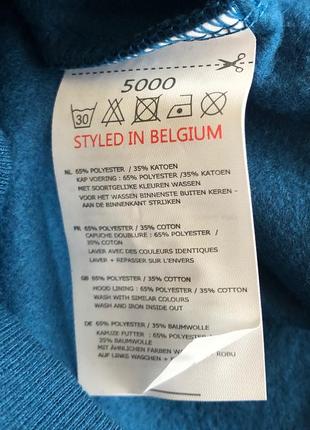 5000
30
STYLED IN BELGIUM
NL 65% POLYESTER / 35% KATOEN
KAP VOERING : 65% POLYESTER / 35% KATOEN
MET SOORTGELIJKE KLEUREN WASSEN
VOOR HET WASSEN BINNENSTE BUITEN KEREN -
AAN DE BINNENKANT STRIJKEN
FR 65% POLYESTER / 35% COTON
CAPUCHE DOUBLURE : 65% POLYESTER /
35% COTON
LAVER AVEC DES COULEURS IDENTIQUES
LAVER + REPASSER SUR L'ENVERS
GB 65% POLYESTER / 35% COTTON
HOOD LINING : 65% POLYESTER / 35% COTTON
WASH WITH SIMILAR COLOURS
WASH AND IRON INSIDE OUT
DE 65% POLYESTER / 35% BAUMWOLLE
KAPUZE FUTTER : 65% POLYESTER /
35% BAUMWOLLE
MIT ÄHNLICHEN FARBEN
AUF LINKS WASCHEN +